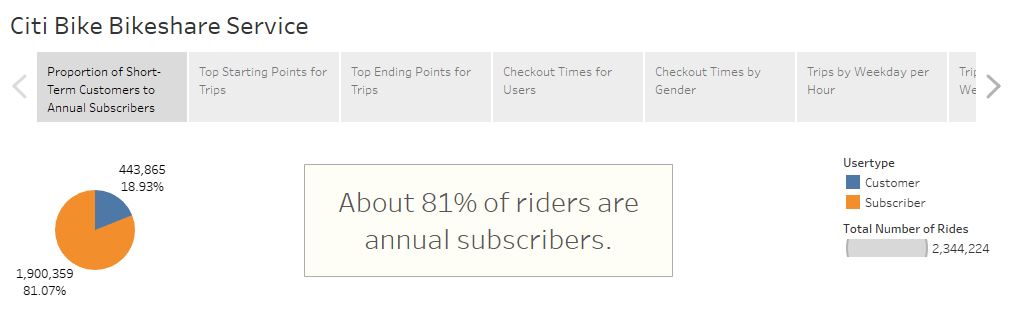 Citi Bike Bikeshare Service
Proportion of Short-
Term Customers to
Annual Subscribers
Top Starting Points for
Trips
Top Ending Points for
Trips
Checkout Times for
Users
Checkout Times by
Gender
Trips by Weekday per
Hour
443,865
18.93%
1,900,359
81.07%
About 81% of riders are
annual subscribers.
Usertype
Customer
Subscriber
Total Number of Rides
2,344,224